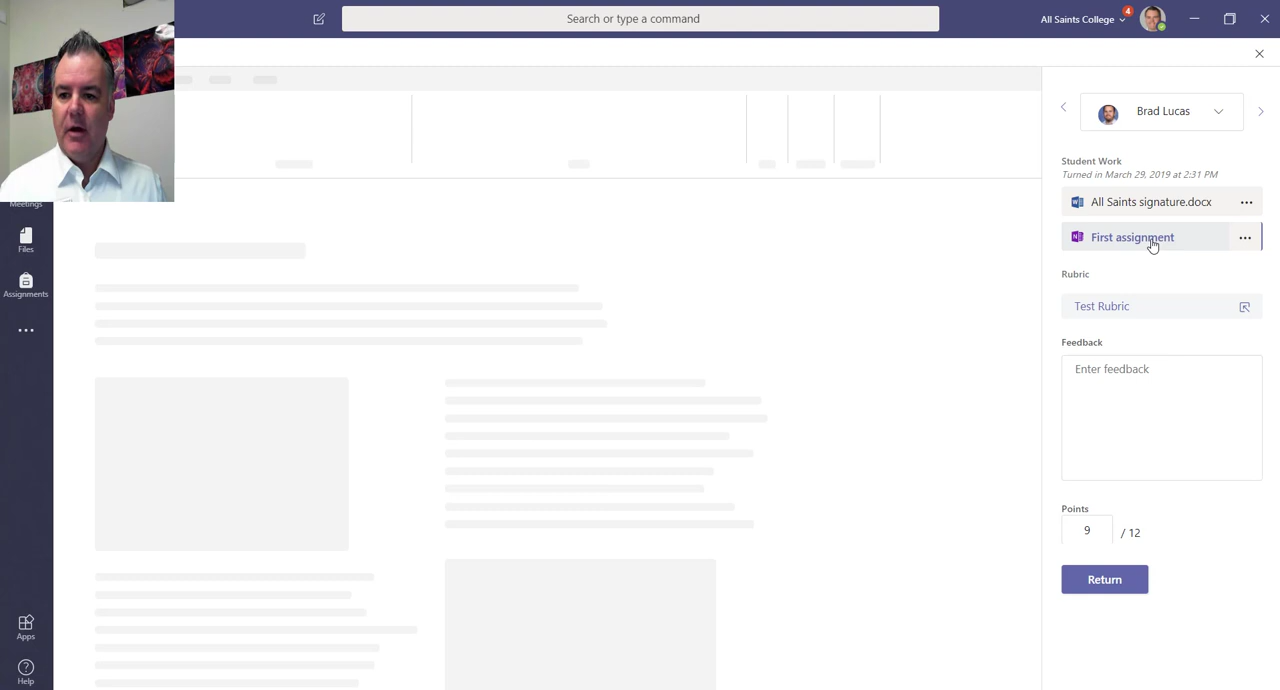 Search or type a command
All Saints College
4
Brad Lucas
Student Work
Turned in March 29, 2019 at 2:31 PM
All Saints signature.docx
First assignment
Rubric
Test Rubric
Feedback
Enter feedback
Points
9 / 12
Return
Meetings
Files
Assignments
Apps
Help